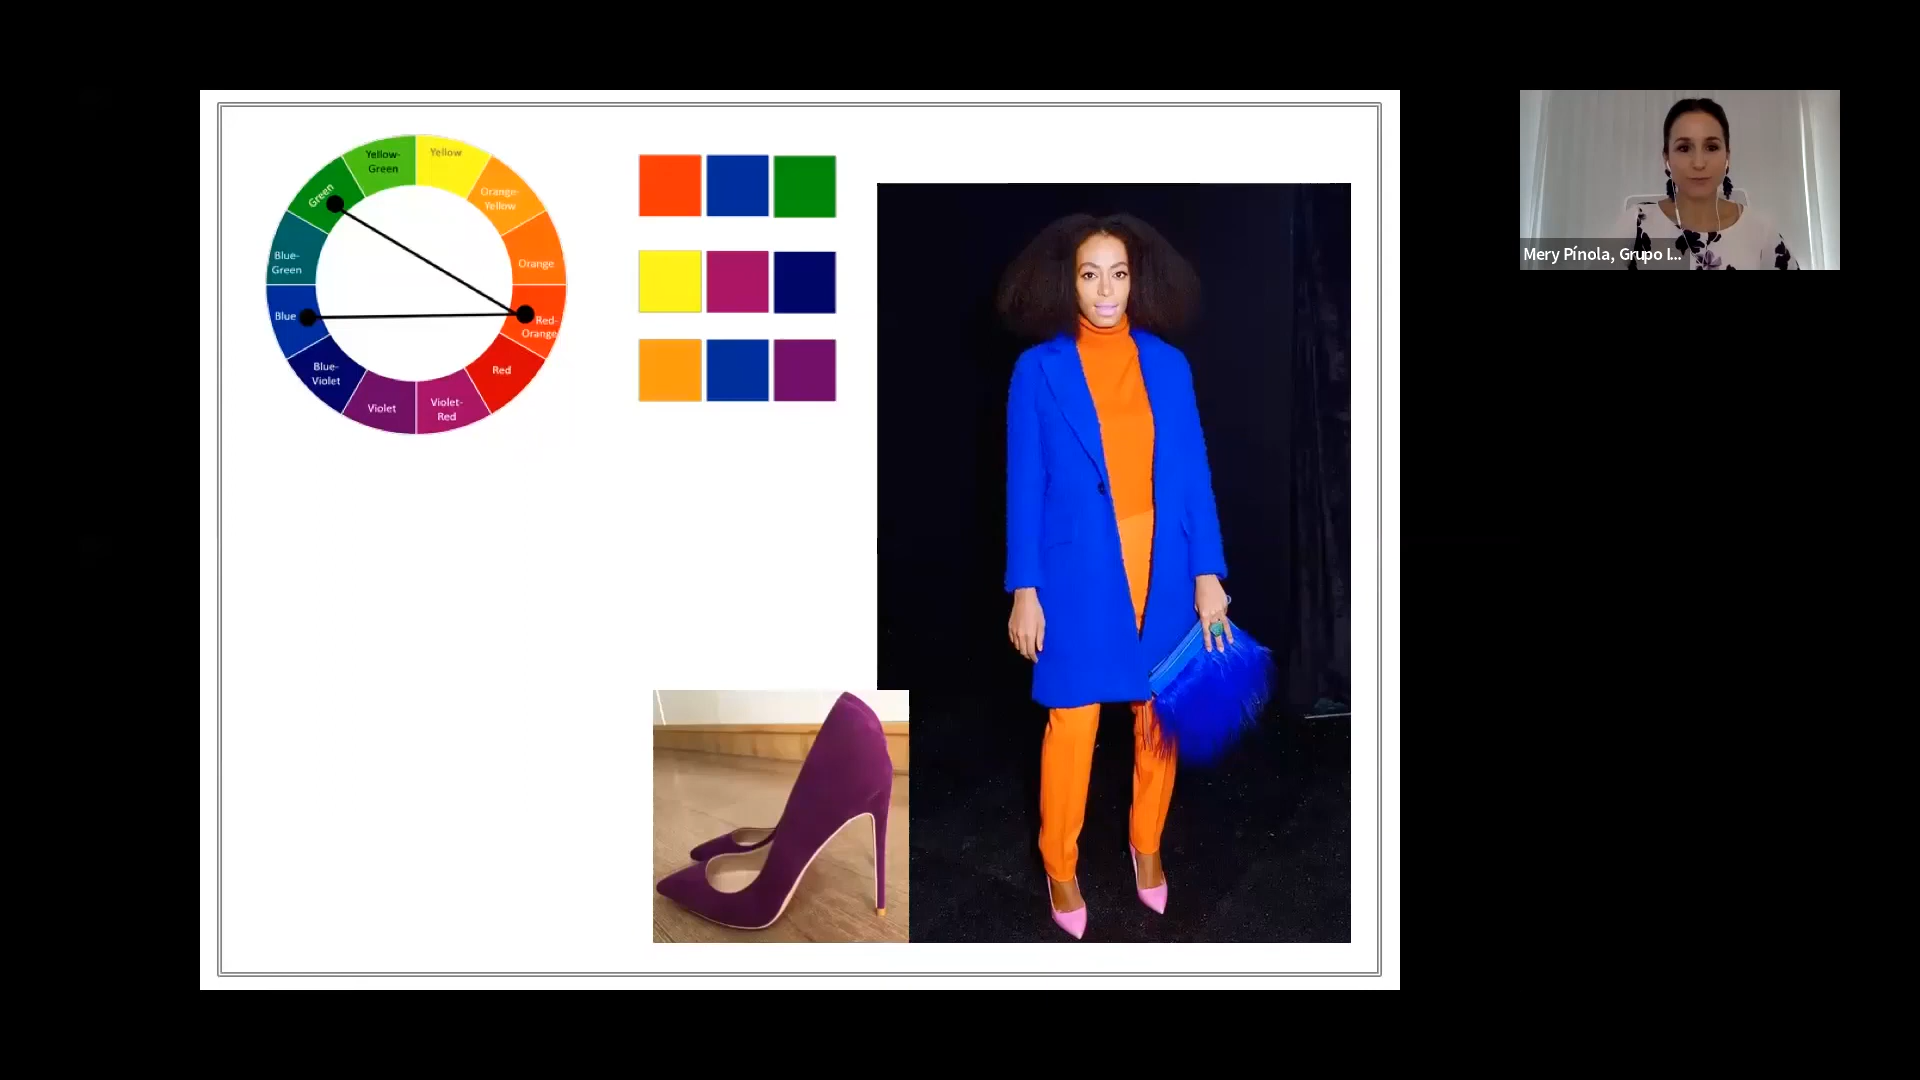 Yellow-
Green
Yellow
Orange-
Yellow
Orange
Red-
Orange
Red
Violet-
Red
Violet
Blue-
Violet
Blue
Blue-
Green
Green
Mery Pínola, Grupo I...